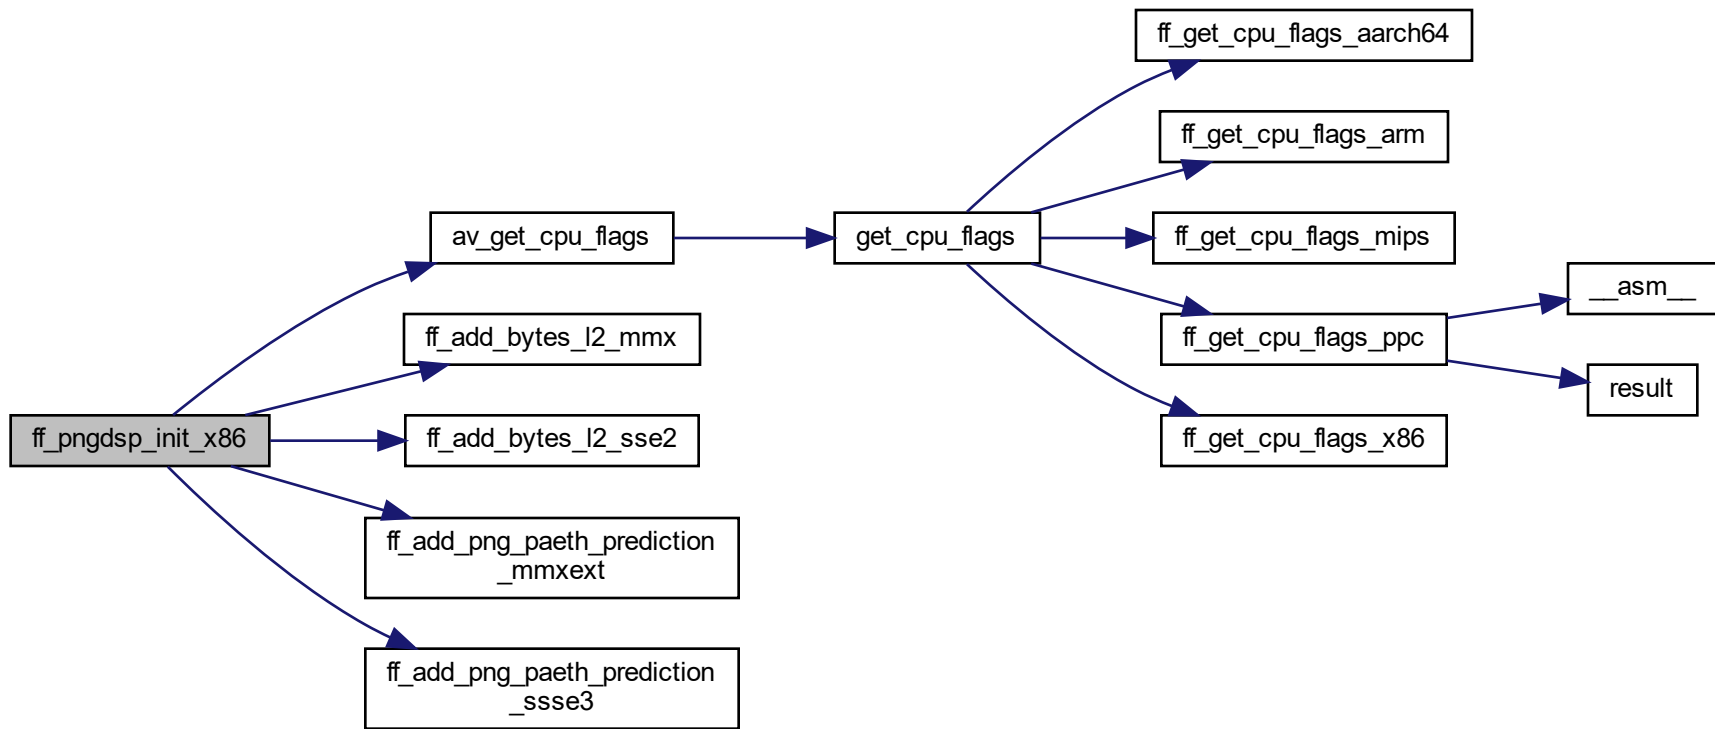 ff_get_cpu_flags_aarch64
ff_get_cpu_flags_arm
av_get_cpu_flags
get_cpu_flags
ff_get_cpu_flags_mips
__asm__
ff_add_bytes_l2_mmx
ff_get_cpu_flags_ppc
result
ff_pngdsp_init_x86
ff_add_bytes_l2_sse2
ff_get_cpu_flags_x86
ff_add_png_paeth_prediction
_mmxext
ff_add_png_paeth_prediction
_ssse3